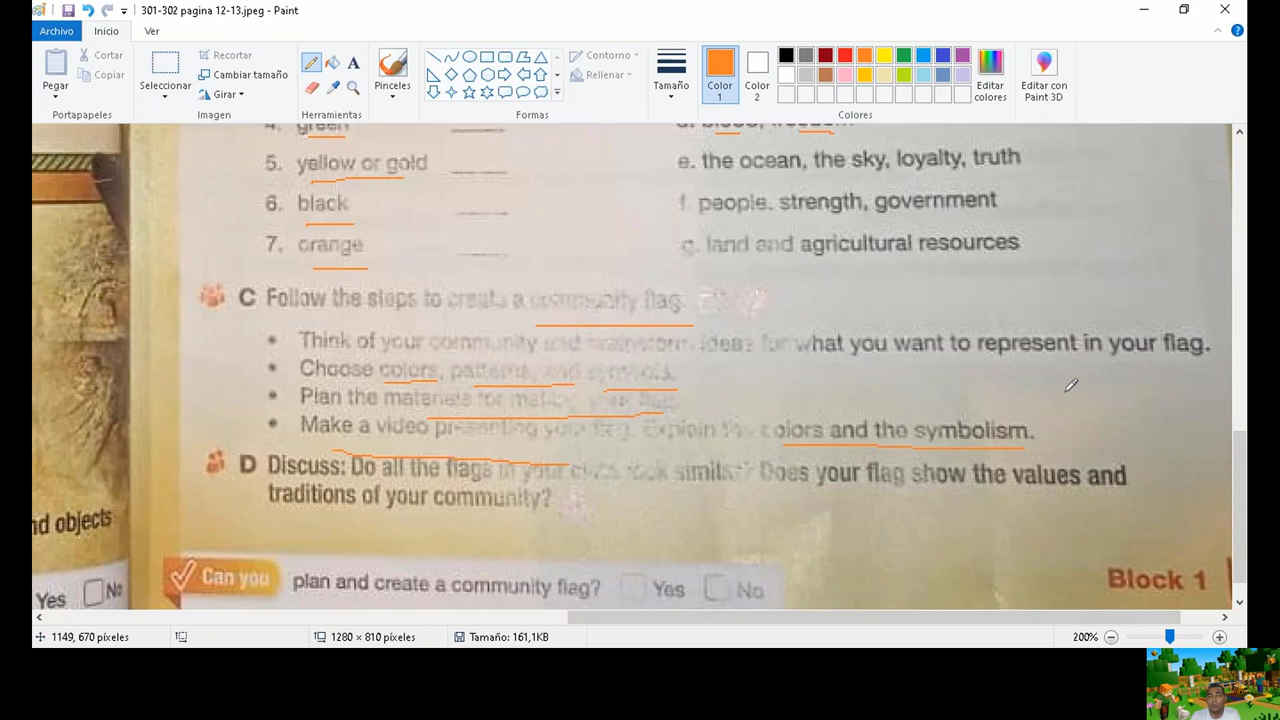 301-302 pagina 12-13.jpeg - Paint
Archivo Inicio Ver
Pegar
Cortar
Copiar
Portapapeles
Seleccionar
Recortar
Cambiar tamaño
Girar
Imagen
A
Herramientas
Pinceles
Contorno
Rellenar
Formas
Tamaño
Color 1
Color 2
Editar colores
Colores
Editar con Paint 3D
4. green
5. yellow or gold
6. black
7. orange
e. the ocean, the sky, loyalty, truth
f. people, strength, government
g. land and agricultural resources
C Follow the steps to create a community flag.
• Think of your community and brainstorm ideas for what you want to represent in your flag.
• Choose colors, patterns, and symbols.
• Plan the materials for making your flag.
• Make a video presenting your flag. Explain the colors and the symbolism.
D Discuss: Do all the flags in your class look similar? Does your flag show the values and
traditions of your community?
nd objects
Yes No
Can you plan and create a community flag? Yes No
Block 1
1149, 670 píxeles
1280 × 810 píxeles
Tamaño: 161,1KB
200%